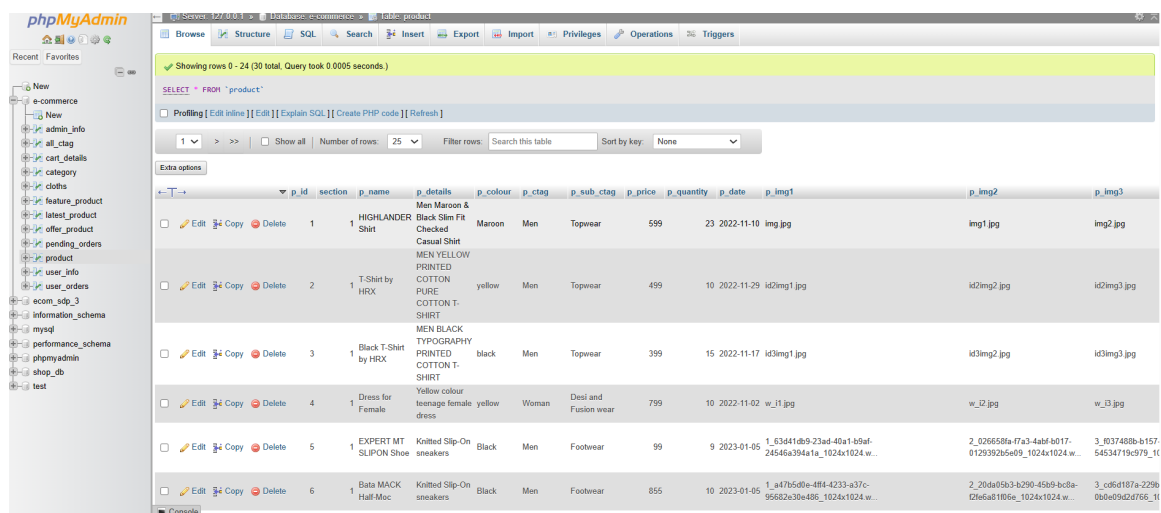 phpMyAdmin
Server: 127.0.0.1 » Database: e-commerce » Table: product
Browse Structure SQL Search Insert Export Import Privileges Operations Triggers
Recent Favorites
New
e-commerce
New
admin_info
all_ctag
cart_details
category
cloths
feature_product
latest_product
offer_product
pending_orders
product
user_info
user_orders
ecom_sdp_3
information_schema
mysql
performance_schema
phpmyadmin
shop_db
test
Showing rows 0 - 24 (30 total, Query took 0.0005 seconds.)
SELECT * FROM `product`
Profiling [ Edit inline ] [ Edit ] [ Explain SQL ] [ Create PHP code ] [ Refresh ]
1 > >> Show all Number of rows: 25 Filter rows: Search this table Sort by key: None
Extra options
←T→ p_id section p_name p_details p_colour p_ctag p_sub_ctag p_price p_quantity p_date p_img1 p_img2 p_img3
Edit Copy Delete 1 1 HIGHLANDER Shirt Men Maroon & Black Slim Fit Checked Casual Shirt Maroon Men Topwear 599 23 2022-11-10 img.jpg img1.jpg img2.jpg
Edit Copy Delete 2 1 T-Shirt by HRX MEN YELLOW PRINTED COTTON PURE COTTON T-SHIRT yellow Men Topwear 499 10 2022-11-29 id2img1.jpg id2img2.jpg id2img3.jpg
Edit Copy Delete 3 1 Black T-Shirt by HRX MEN BLACK TYPOGRAPHY PRINTED COTTON T-SHIRT black Men Topwear 399 15 2022-11-17 id3img1.jpg id3img2.jpg id3img3.jpg
Edit Copy Delete 4 1 Dress for Female Yellow colour teenage female dress yellow Woman Desi and Fusion wear 799 10 2022-11-02 w_i1.jpg w_i2.jpg w_i3.jpg
Edit Copy Delete 5 1 EXPERT MT SLIPON Shoe Knitted Slip-On sneakers Black Men Footwear 99 9 2023-01-05 1_63d41db9-23ad-40a1-b9af-24546a394a1a_1024x1024.w... 2_026658fa-f7a3-4abf-b017-0129392b5e09_1024x1024.w... 3_f037488b-b157-54534719c979_10
Edit Copy Delete 6 1 Bata MACK Half-Moc Knitted Slip-On sneakers Black Men Footwear 855 10 2023-01-05 1_a47b5d0e-4ff4-4233-a37c-95682e30e486_1024x1024.w... 2_20da05b3-b290-45b9-bc8a-f2fe6a81f06e_1024x1024.w... 3_cd6d187a-229b 0b0e09d2d766_10
Console